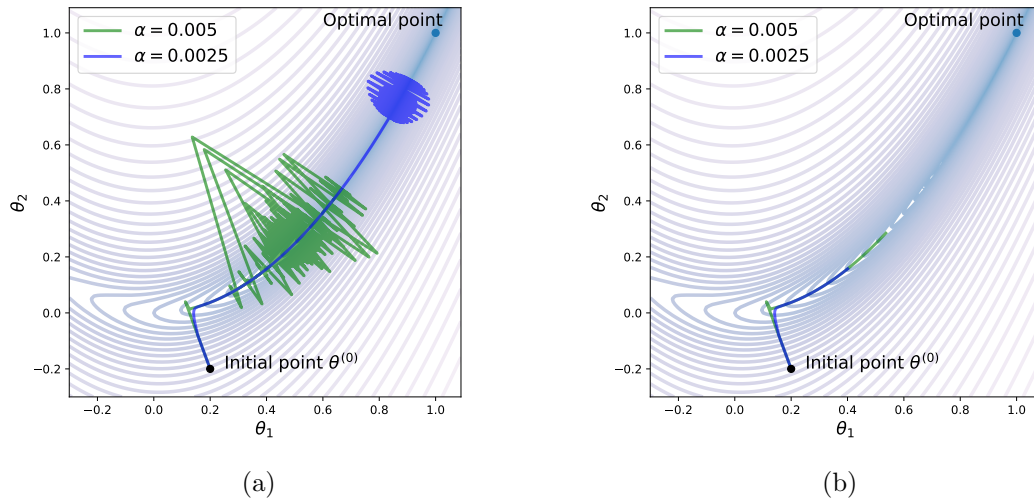 Optimal point
α = 0.005
α = 0.0025
Initial point θ⁽⁰⁾
θ₂
1.0
0.8
0.6
0.4
0.2
0.0
−0.2
−0.2 0.0 0.2 0.4 0.6 0.8 1.0
θ₁
(a)
Optimal point
α = 0.005
α = 0.0025
Initial point θ⁽⁰⁾
θ₂
1.0
0.8
0.6
0.4
0.2
0.0
−0.2
−0.2 0.0 0.2 0.4 0.6 0.8 1.0
θ₁
(b)